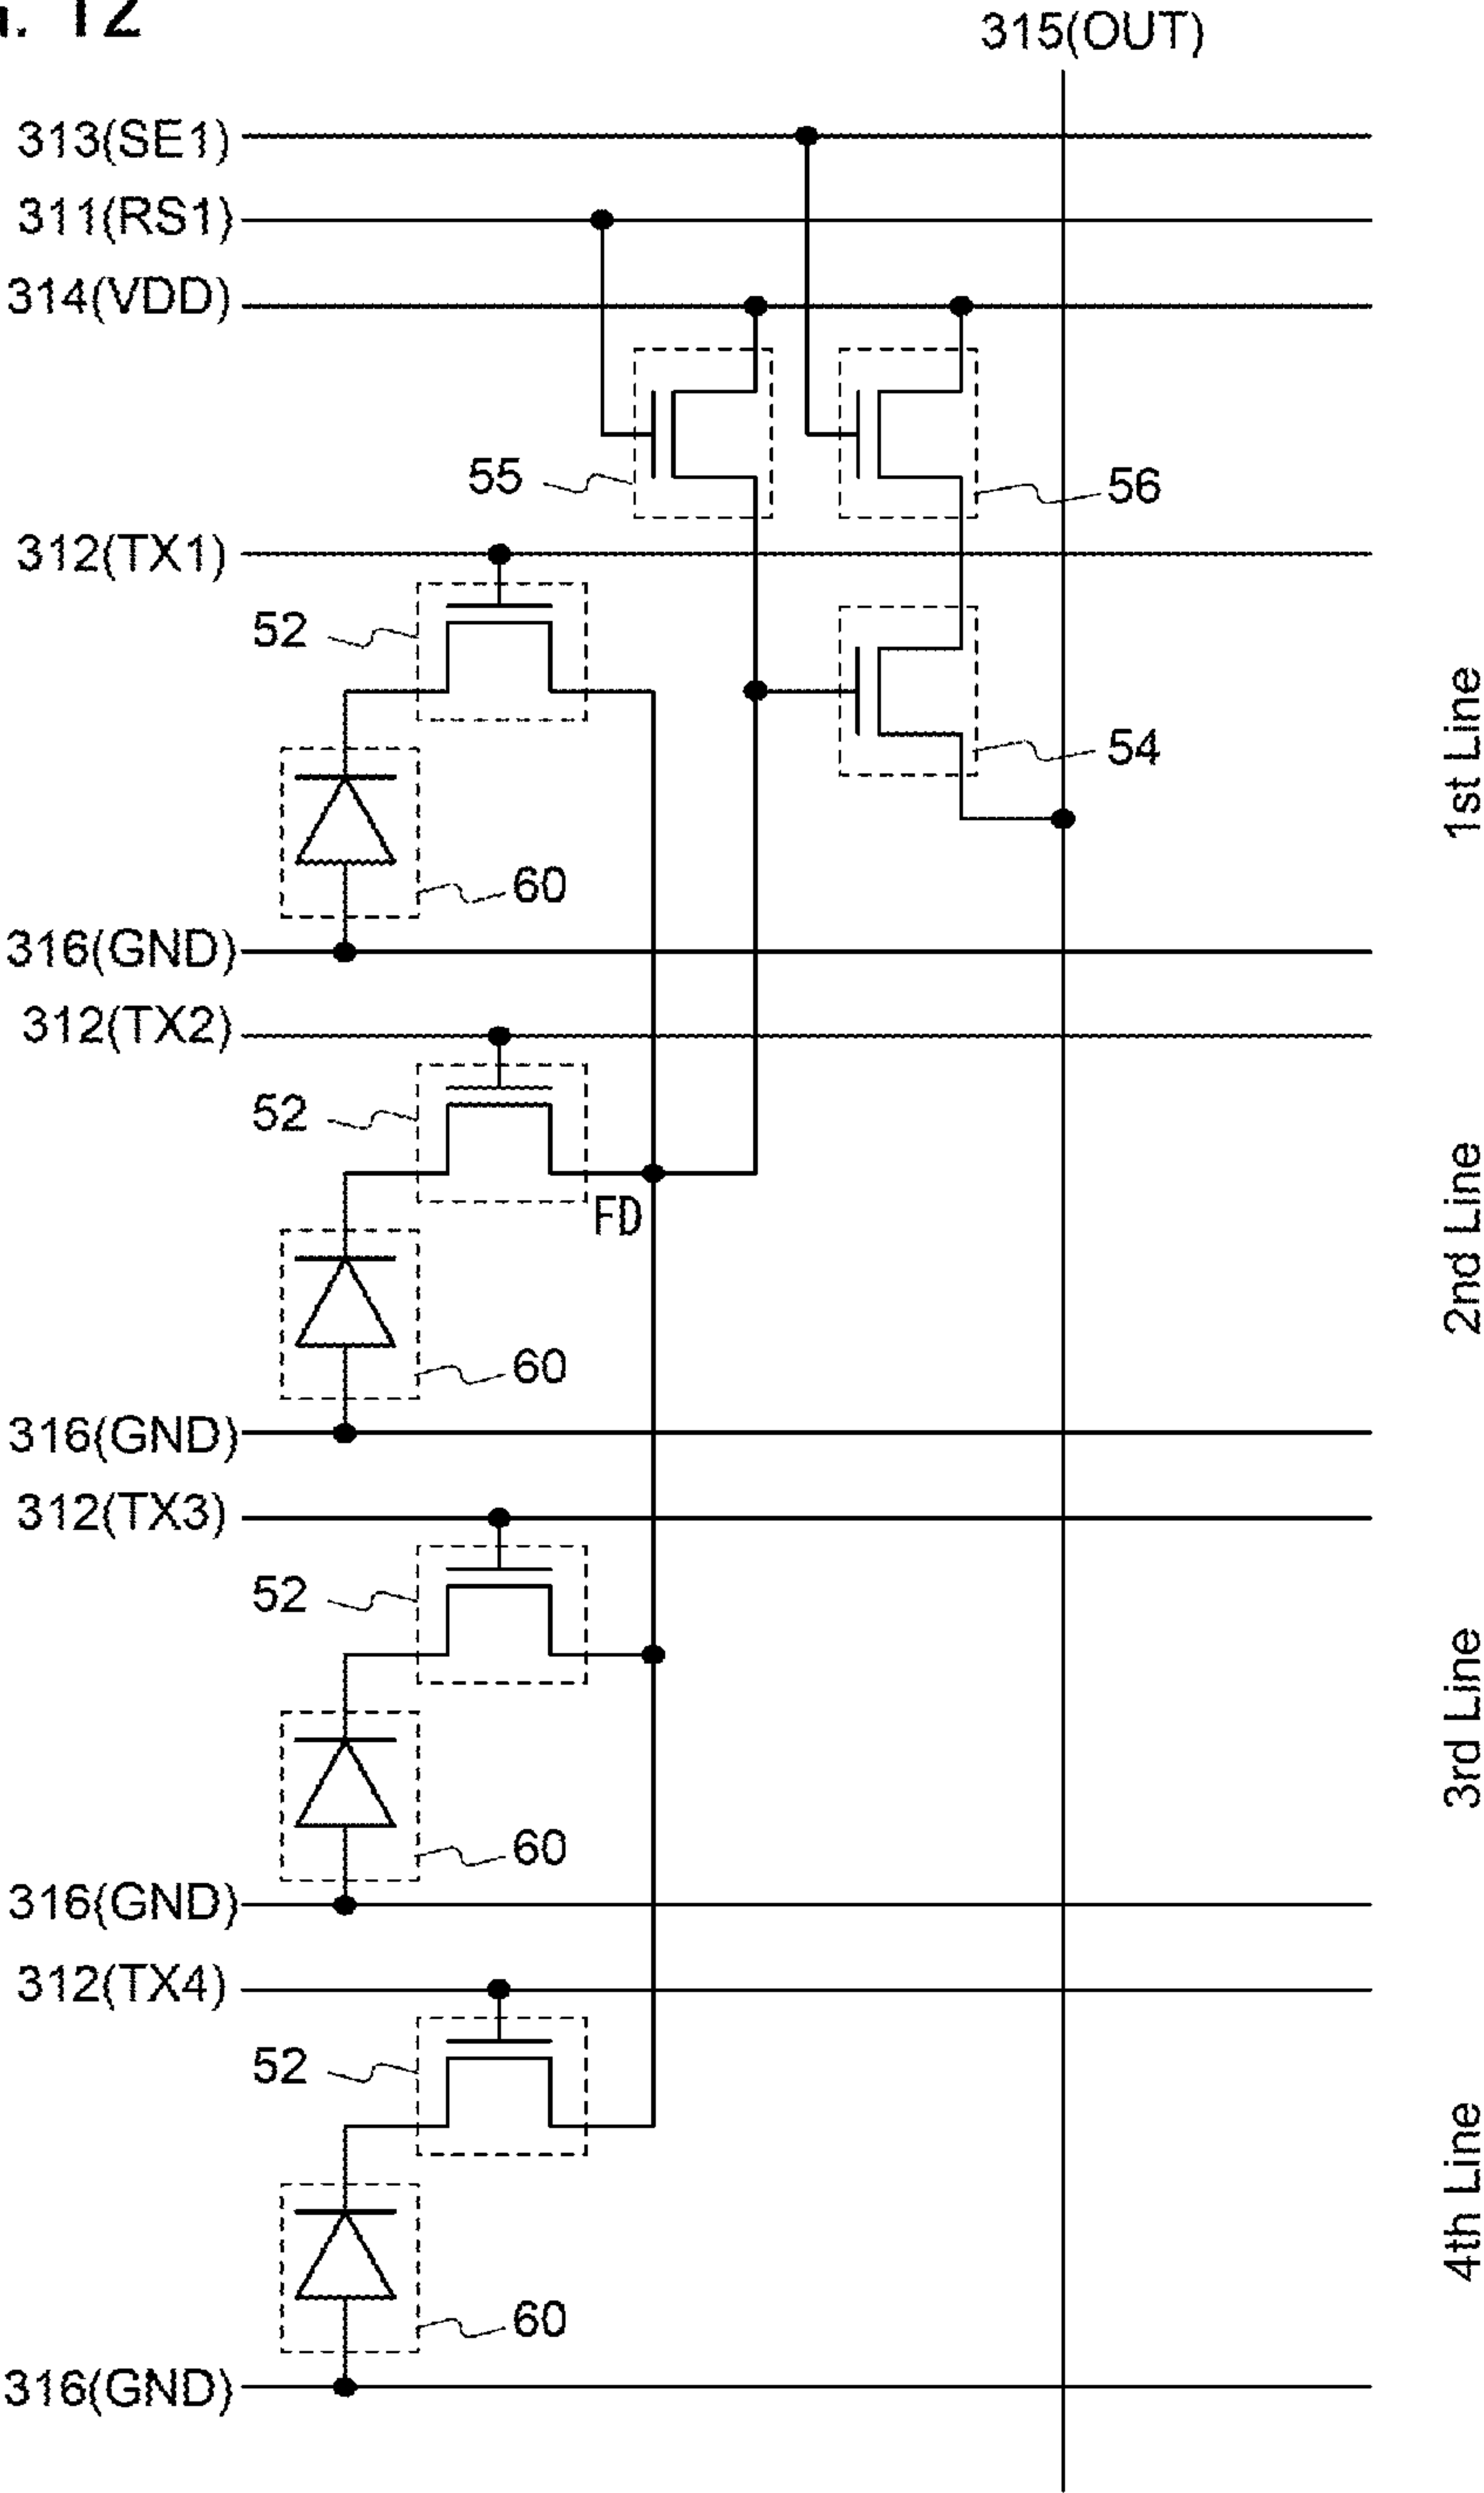 12
315(OUT)
313(SE1)
311(RS1)
314(VDD)
55
56
312(TX1)
52
54
60
316(GND)
1st Line
312(TX2)
52
FD
60
316(GND)
2nd Line
312(TX3)
52
60
316(GND)
3rd Line
312(TX4)
52
60
316(GND)
4th Line